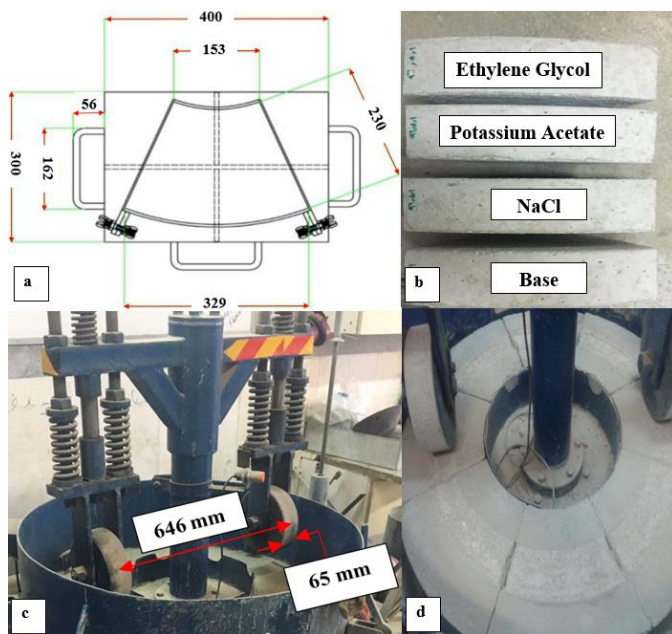 400
153
56
230
300
162
329
a
Ethylene Glycol
Potassium Acetate
NaCl
Base
b
646 mm
65 mm
c
d